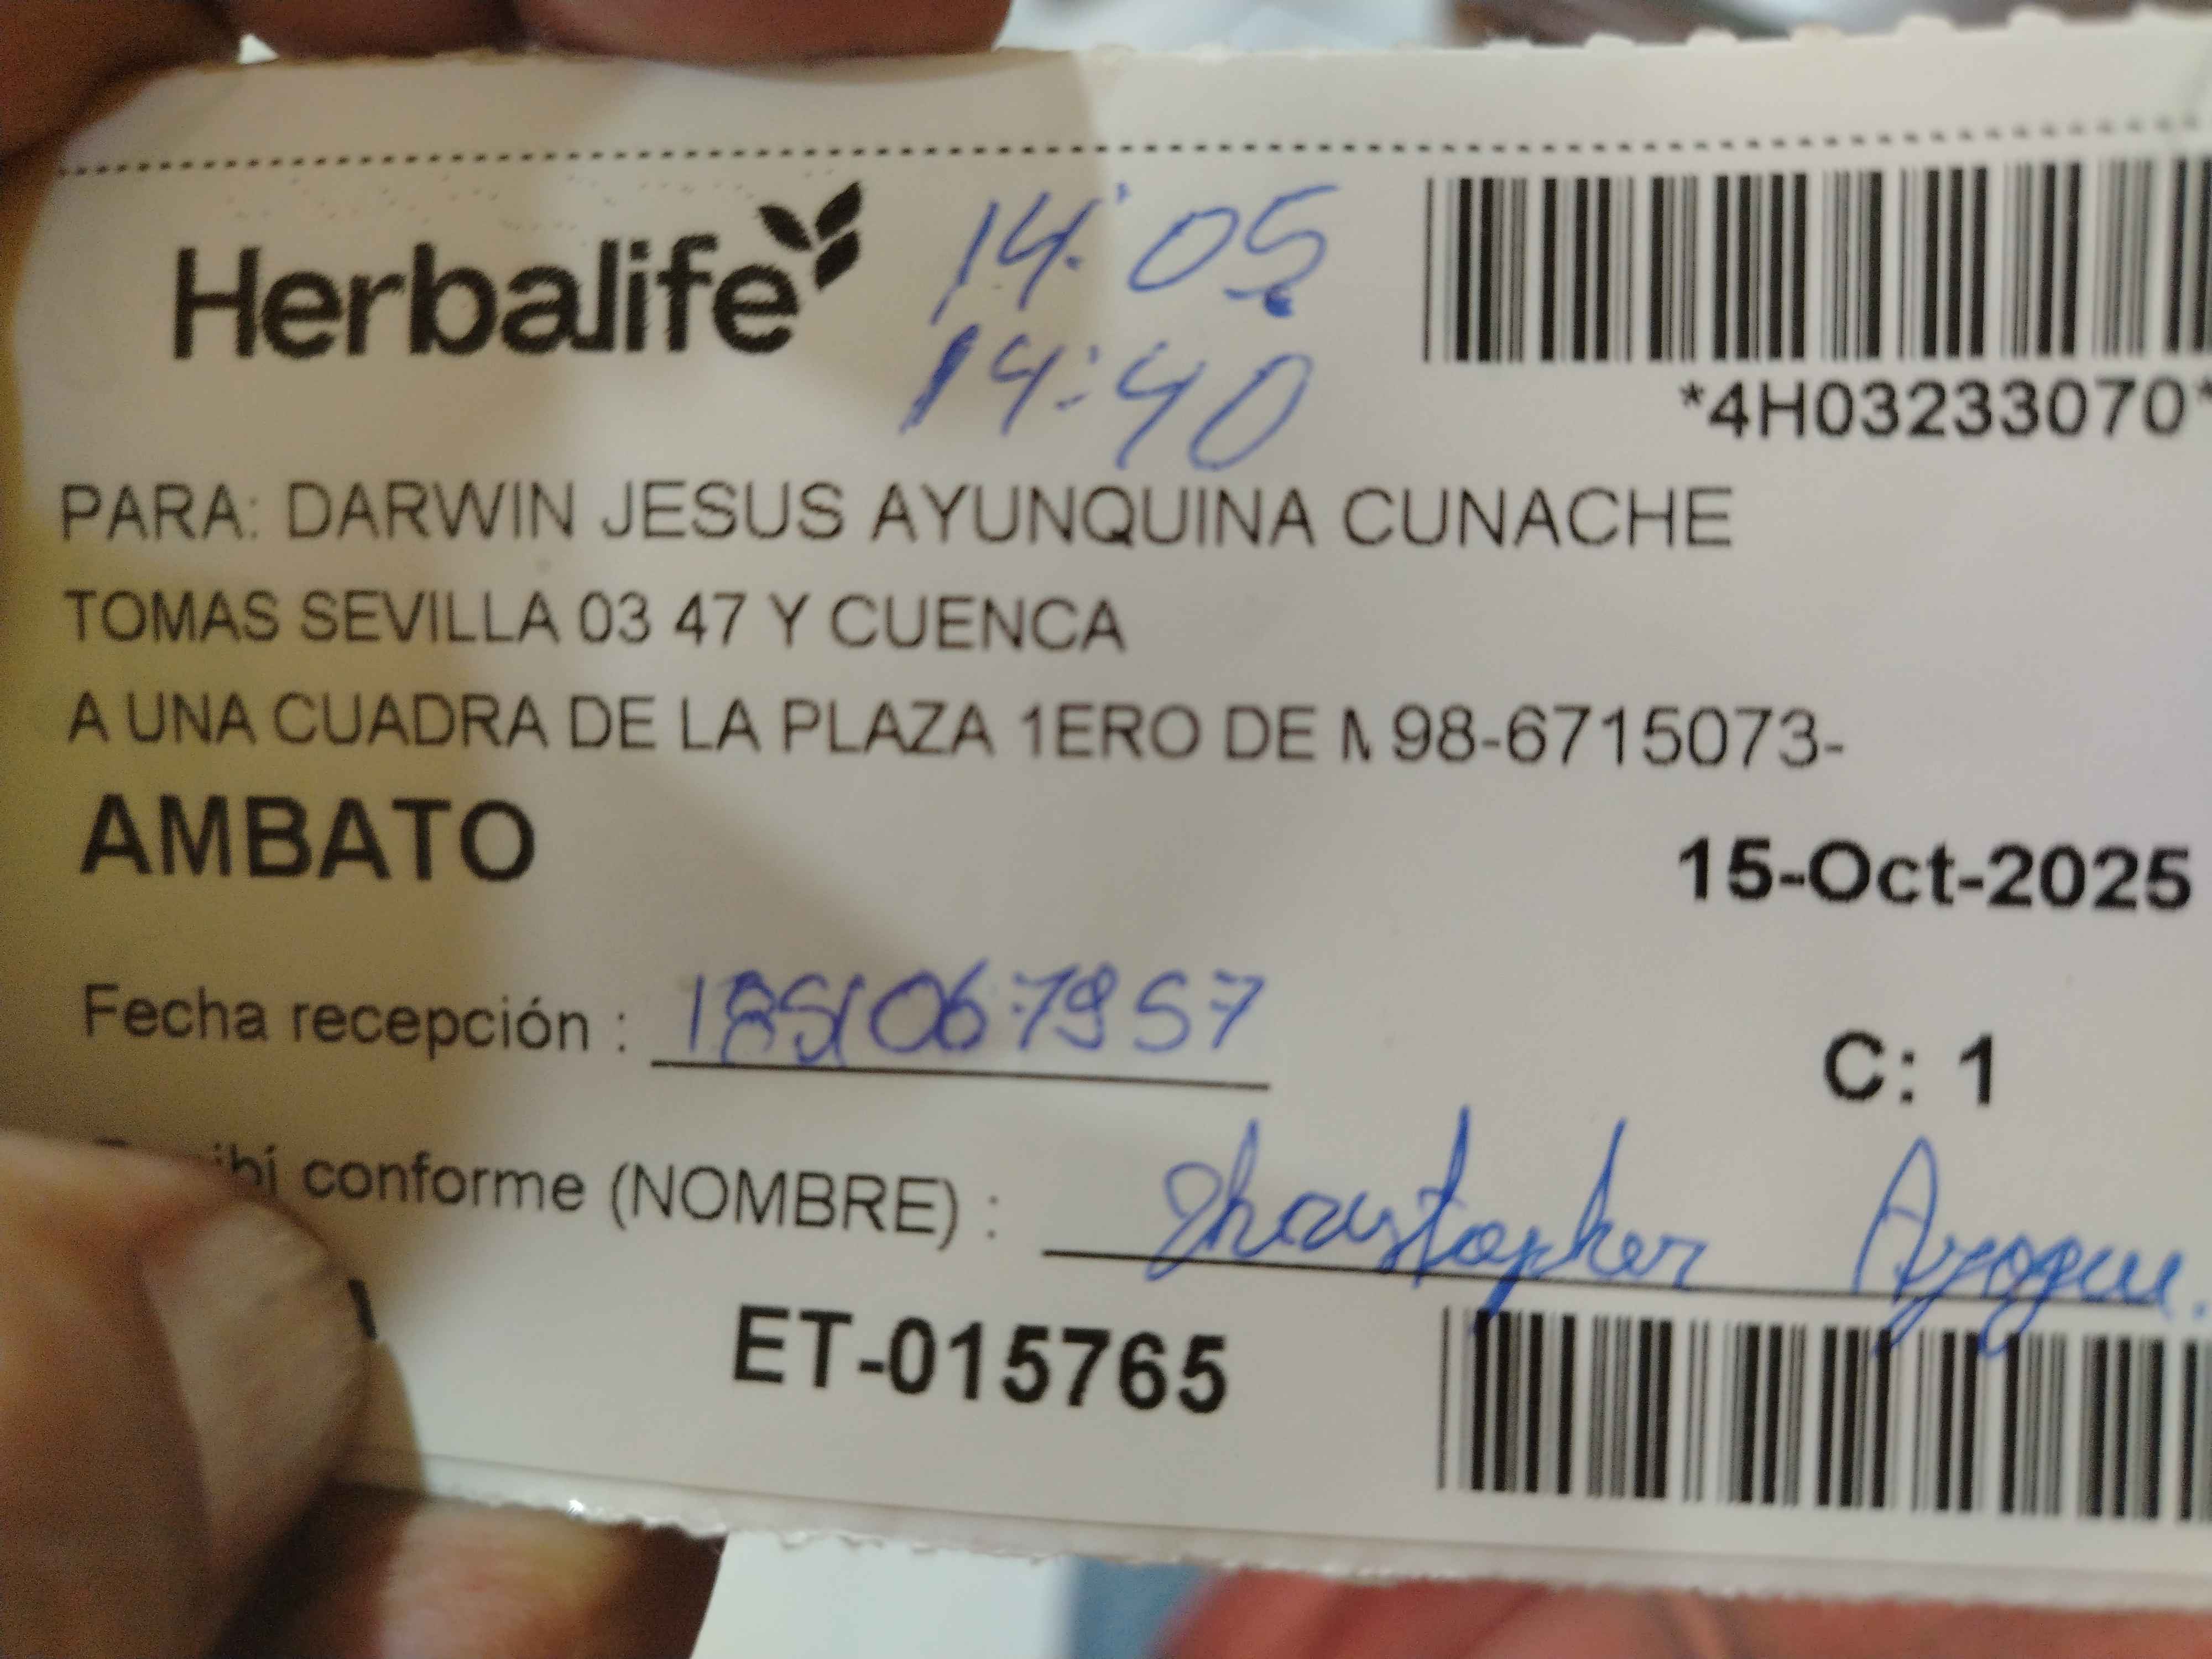 Herbalife
14:05
14:40
*4H03233070*
PARA: DARWIN JESUS AYUNQUINA CUNACHE
TOMAS SEVILLA 03 47 Y CUENCA
A UNA CUADRA DE LA PLAZA 1ERO DE M 98-6715073-
AMBATO
15-Oct-2025
Fecha recepción :
C: 1
conforme (NOMBRE) :
ET-015765